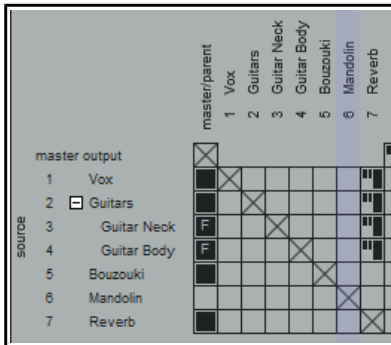 master/parent
1 Vox
2 Guitars
3 Guitar Neck
4 Guitar Body
5 Bouzouki
6 Mandolin
7 Reverb
master output
source
1 Vox
2 Guitars
3 Guitar Neck F
4 Guitar Body F
5 Bouzouki
6 Mandolin
7 Reverb